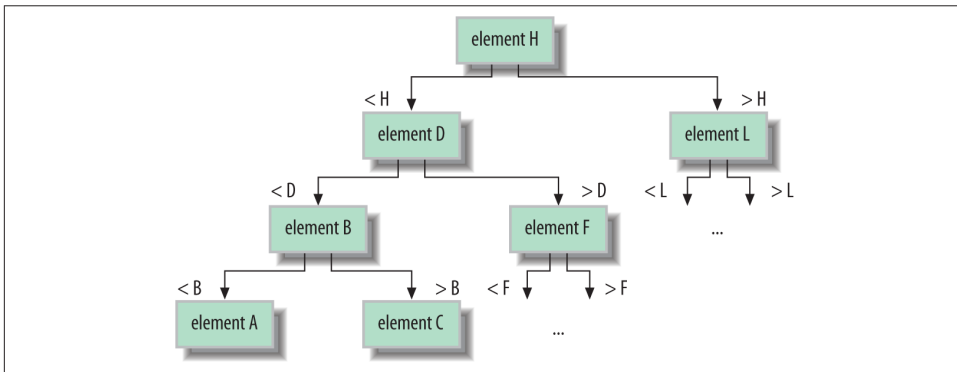 element H
< H
> H
element D
element L
< D
> D
< L
> L
element B
element F
...
< B
> B
< F
> F
element A
element C
...